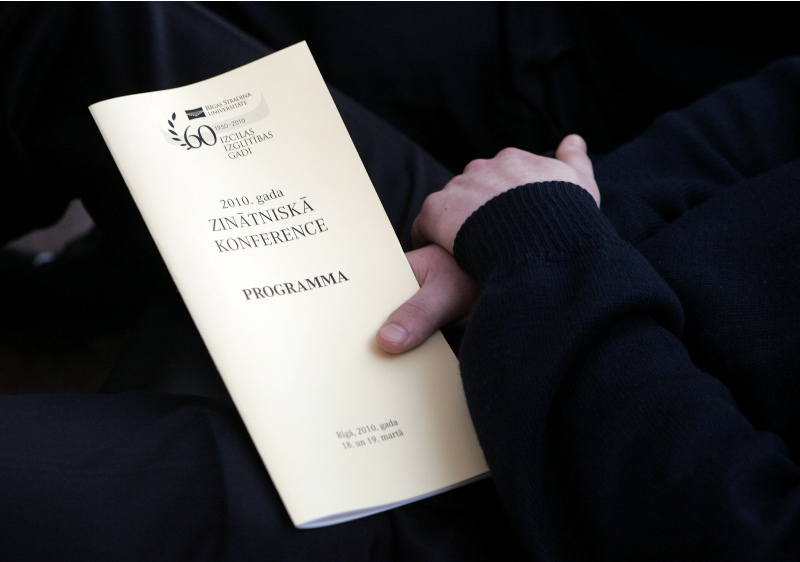 RĪGAS STRADIŅA
UNIVERSITĀTE
60 1950 - 2010
IZCILAS
IZGLĪTĪBAS
GADI
2010. gada
ZINĀTNISKĀ
KONFERENCE
PROGRAMMA
Rīgā, 2010. gada
18. un 19. martā